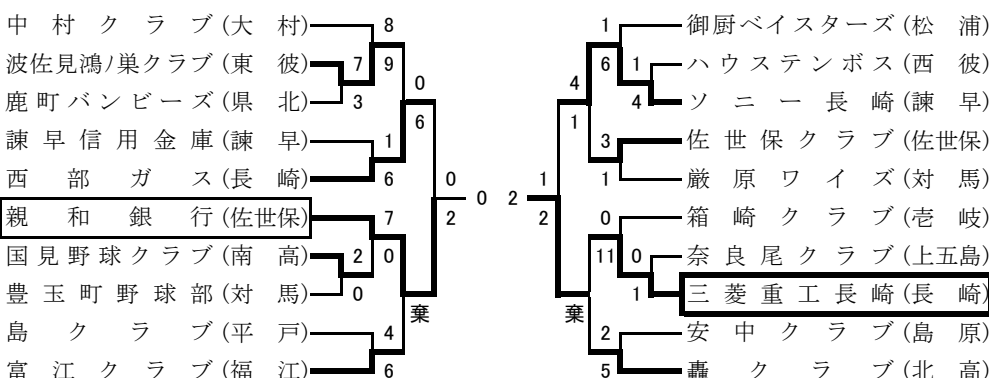 中村クラブ(大村) 8 1 御厨ベイスターズ(松浦)
波佐見鴻ノ巣クラブ(東彼) 7 9 6 1 ハウステンボス(西彼)
0 4
鹿町バンビーズ(県北) 3 4 ソニー長崎(諫早)
6 1
諫早信用金庫(諫早) 1 3 佐世保クラブ(佐世保)
西部ガス(長崎) 6 0 1 1 厳原ワイズ(対馬)
0 2
親和銀行(佐世保) 7 2 2 0 箱崎クラブ(壱岐)
国見野球クラブ(南高) 2 0 11 0 奈良尾クラブ(上五島)
豊玉町野球部(対馬) 0 1 三菱重工長崎(長崎)
棄 棄
島クラブ(平戸) 4 2 安中クラブ(島原)
富江クラブ(福江) 6 5 轟クラブ(北高)